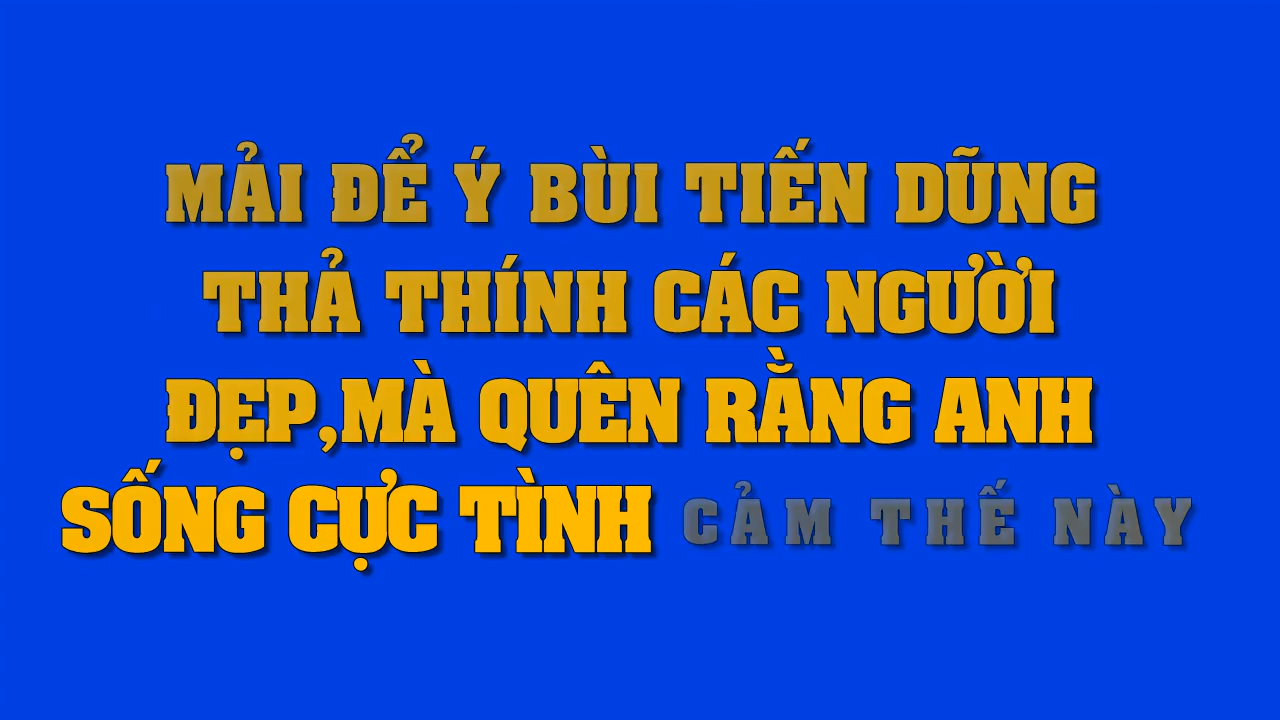 MẢI ĐỂ Ý BÙI TIẾN DŨNG
THẢ THÍNH CÁC NGƯỜI
ĐẸP,MÀ QUÊN RẰNG ANH
SỐNG CỰC TÌNH CẢM THẾ NÀY